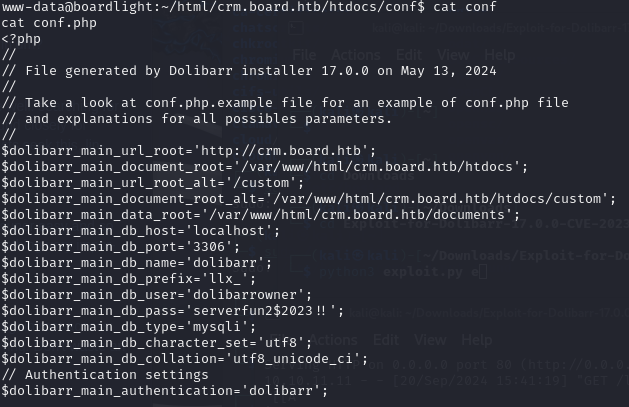 www-data@boardlight:~/html/crm.board.htb/htdocs/conf$ cat conf
cat conf.php
<?php
//
// File generated by Dolibarr installer 17.0.0 on May 13, 2024
//
// Take a look at conf.php.example file for an example of conf.php file
// and explanations for all possibles parameters.
//
$dolibarr_main_url_root='http://crm.board.htb';
$dolibarr_main_document_root='/var/www/html/crm.board.htb/htdocs';
$dolibarr_main_url_root_alt='/custom';
$dolibarr_main_document_root_alt='/var/www/html/crm.board.htb/htdocs/custom';
$dolibarr_main_data_root='/var/www/html/crm.board.htb/documents';
$dolibarr_main_db_host='localhost';
$dolibarr_main_db_port='3306';
$dolibarr_main_db_name='dolibarr';
$dolibarr_main_db_prefix='llx_';
$dolibarr_main_db_user='dolibarrowner';
$dolibarr_main_db_pass='serverfun2$2023!!';
$dolibarr_main_db_type='mysqli';
$dolibarr_main_db_character_set='utf8';
$dolibarr_main_db_collation='utf8_unicode_ci';
// Authentication settings
$dolibarr_main_authentication='dolibarr';